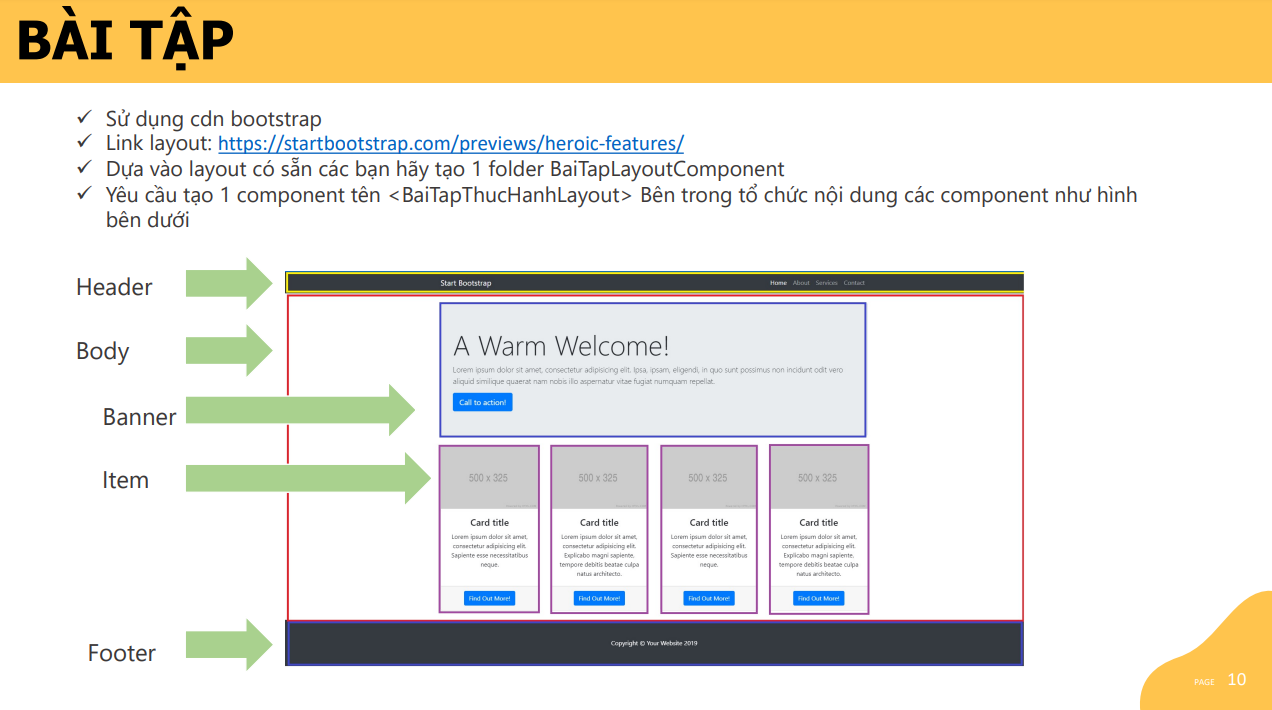 BÀI TẬP
Sử dụng cdn bootstrap
Link layout: https://startbootstrap.com/previews/heroic-features/
Dựa vào layout có sẵn các bạn hãy tạo 1 folder BaiTapLayoutComponent
Yêu cầu tạo 1 component tên <BaiTapThucHanhLayout> Bên trong tổ chức nội dung các component như hình
bên dưới
Header
Start Bootstrap Home About Services Contact
Body
A Warm Welcome!
Lorem ipsum dolor sit amet, consectetur adipisicing elit. Ipsa, ipsam, eligendi, in quo sunt possimus non incidunt odit vero
aliquid similique quaerat nam nobis illo aspernatur vitae fugiat numquam repellat.
Call to action!
Banner
Item
500 x 325
Card title
Lorem ipsum dolor sit amet,
consectetur adipisicing elit.
Sapiente esse necessitatibus
neque.
Find Out More!
500 x 325
Card title
Lorem ipsum dolor sit amet,
consectetur adipisicing elit.
Explicabo magni sapiente,
tempore debitis beatae culpa
natus architecto.
Find Out More!
500 x 325
Card title
Lorem ipsum dolor sit amet,
consectetur adipisicing elit.
Sapiente esse necessitatibus
neque.
Find Out More!
500 x 325
Card title
Lorem ipsum dolor sit amet,
consectetur adipisicing elit.
Explicabo magni sapiente,
tempore debitis beatae culpa
natus architecto.
Find Out More!
Footer
Copyright © Your Website 2019
PAGE 10